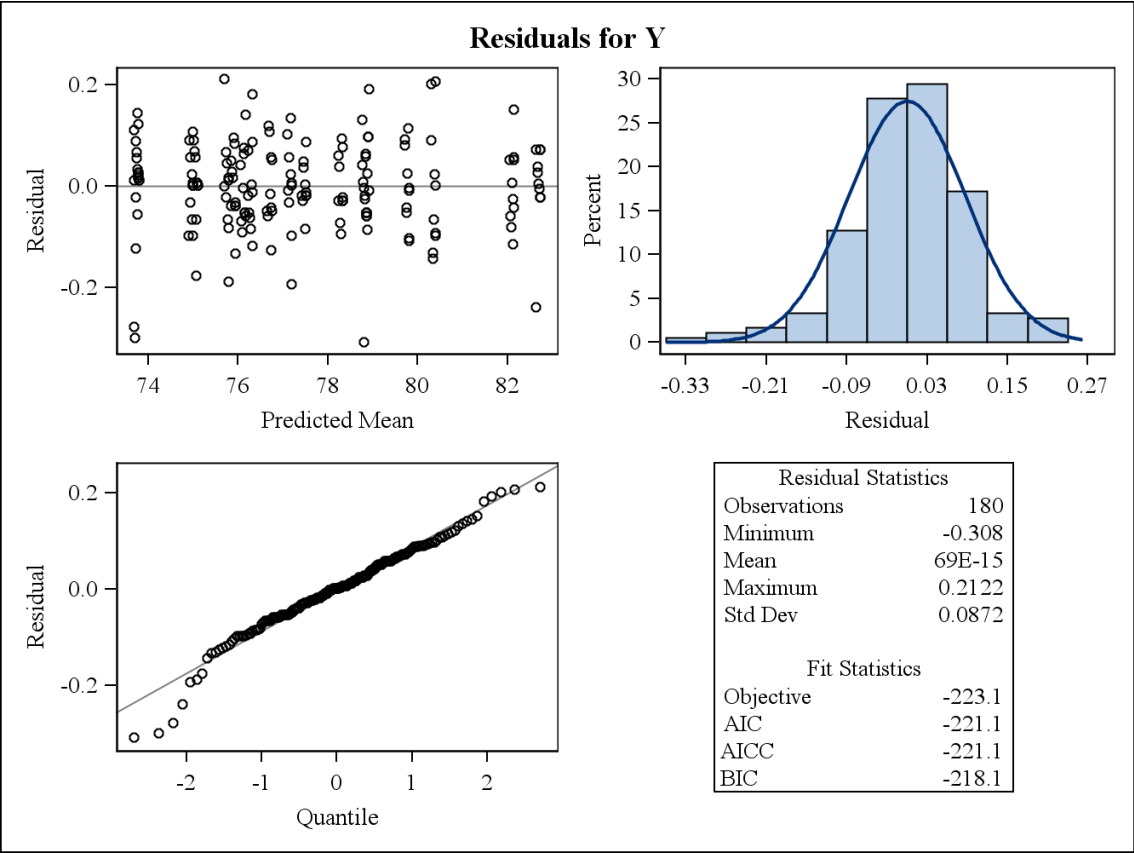 Residuals for Y
0.2
0.0
-0.2
Residual
74 76 78 80 82
Predicted Mean
30
25
20
15
10
5
0
Percent
-0.33 -0.21 -0.09 0.03 0.15 0.27
Residual
0.2
0.0
-0.2
Residual
-2 -1 0 1 2
Quantile
Residual Statistics
Observations 180
Minimum -0.308
Mean 69E-15
Maximum 0.2122
Std Dev 0.0872
Fit Statistics
Objective -223.1
AIC -221.1
AICC -221.1
BIC -218.1